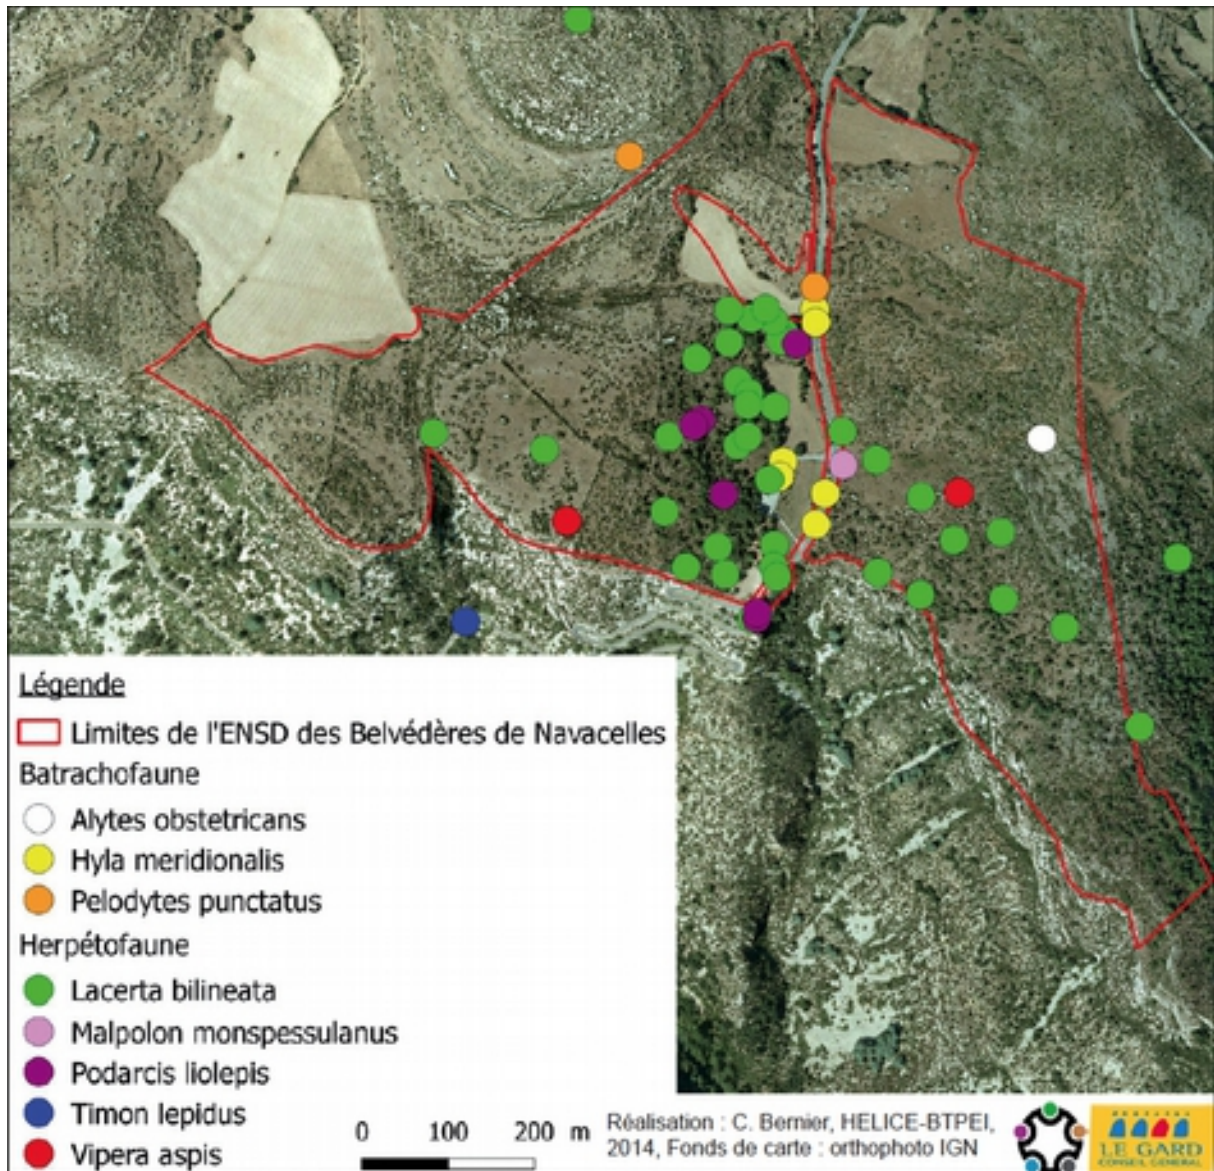 Légende
Limites de l'ENSD des Belvédères de Navacelles
Batrachofaune
Alytes obstetricans
Hyla meridionalis
Pelodytes punctatus
Herpétofaune
Lacerta bilineata
Malpolon monspessulanus
Podarcis liolepis
Timon lepidus
Vipera aspis
0 100 200 m
Réalisation : C. Bernier, HELICE-BTPEI,
2014, Fonds de carte : orthophoto IGN
LE GARD
CONSEIL GENERAL